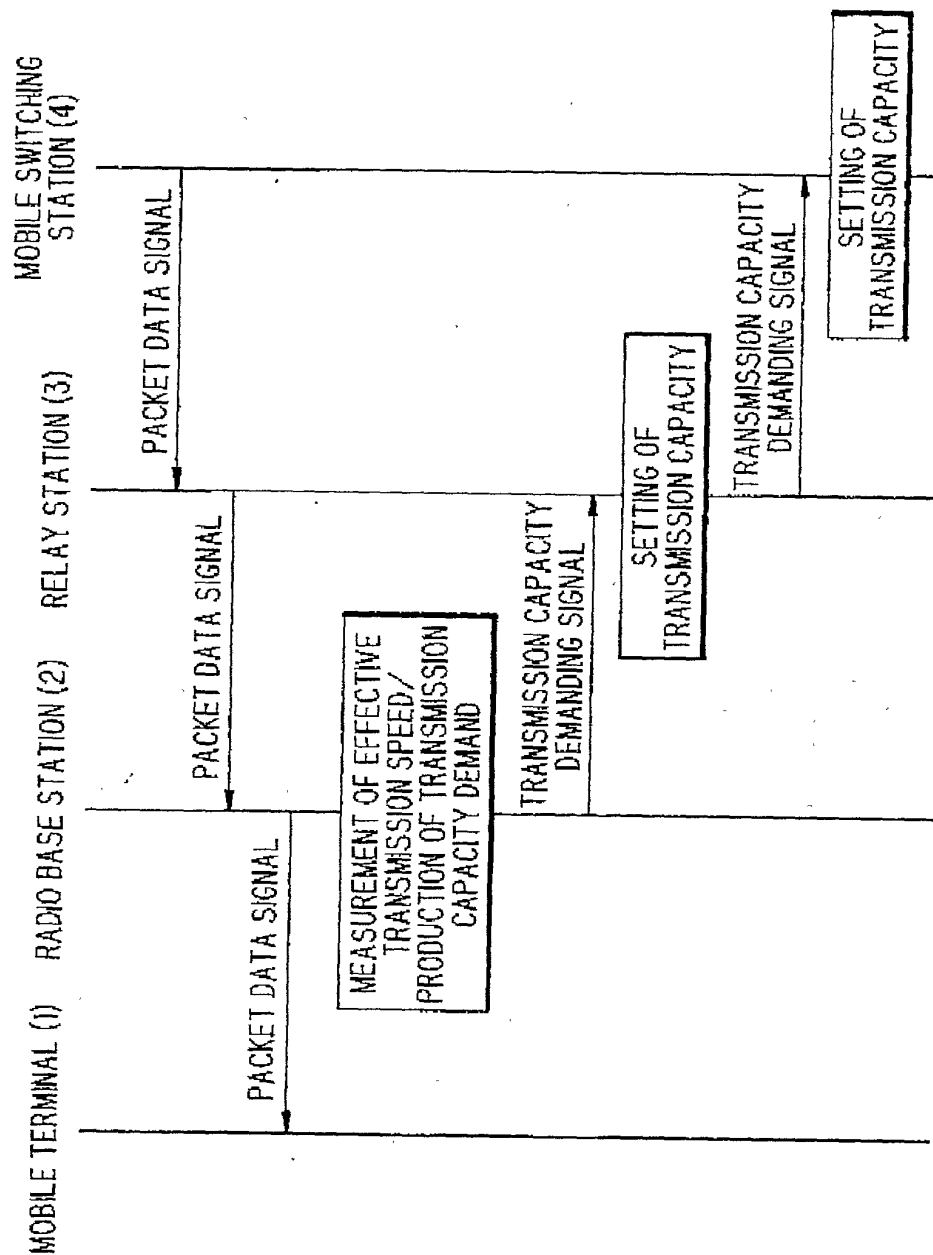 MOBILE TERMINAL (1)
RADIO BASE STATION (2)
RELAY STATION (3)
MOBILE SWITCHING
STATION (4)
PACKET DATA SIGNAL
PACKET DATA SIGNAL
PACKET DATA SIGNAL
MEASUREMENT OF EFFECTIVE
TRANSMISSION SPEED/
PRODUCTION OF TRANSMISSION
CAPACITY DEMAND
TRANSMISSION CAPACITY
DEMANDING SIGNAL
SETTING OF
TRANSMISSION CAPACITY
TRANSMISSION CAPACITY
DEMANDING SIGNAL
SETTING OF
TRANSMISSION CAPACITY